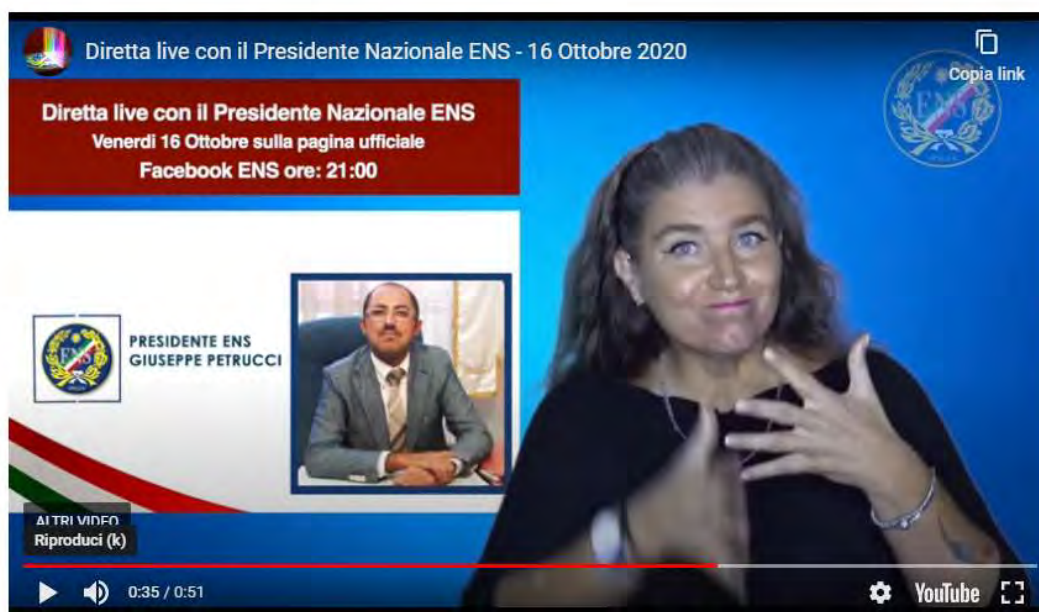 Diretta live con il Presidente Nazionale ENS - 16 Ottobre 2020
Copia link
ENS
Diretta live con il Presidente Nazionale ENS
Venerdì 16 Ottobre sulla pagina ufficiale
Facebook ENS ore: 21:00
ENS
PRESIDENTE ENS
GIUSEPPE PETRUCCI
ALTRI VIDEO
Riproduci (k)
0:35 / 0:51
YouTube